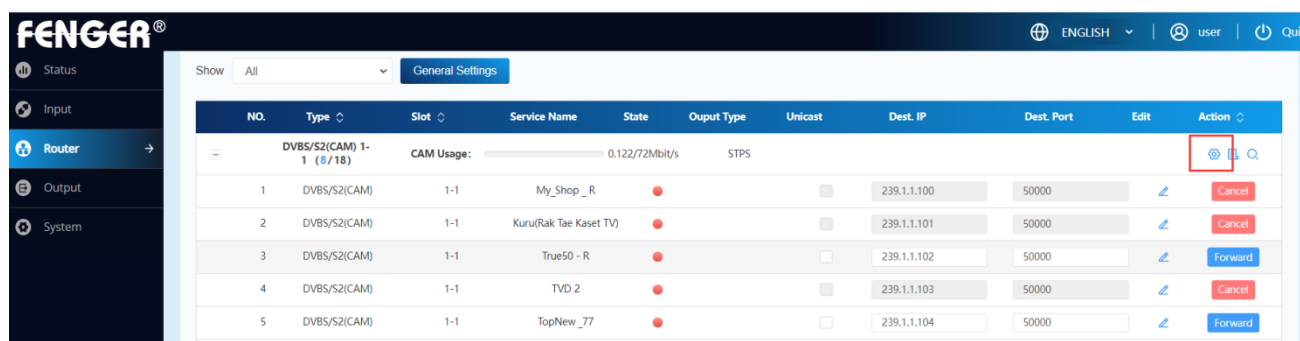 FENGER®
ENGLISH | user | Qui
Status
Input
Router
Output
System
Show All General Settings
NO. Type Slot Service Name State Ouput Type Unicast Dest. IP Dest. Port Edit Action
DVBS/S2(CAM) 1-
1 (8/18) CAM Usage: 0.122/72Mbit/s STPS
1 DVBS/S2(CAM) 1-1 My_Shop _ R 239.1.1.100 50000 Cancel
2 DVBS/S2(CAM) 1-1 Kuru(Rak Tae Kaset TV) 239.1.1.101 50000 Cancel
3 DVBS/S2(CAM) 1-1 True50 - R 239.1.1.102 50000 Forward
4 DVBS/S2(CAM) 1-1 TVD 2 239.1.1.103 50000 Cancel
5 DVBS/S2(CAM) 1-1 TopNew _77 239.1.1.104 50000 Forward